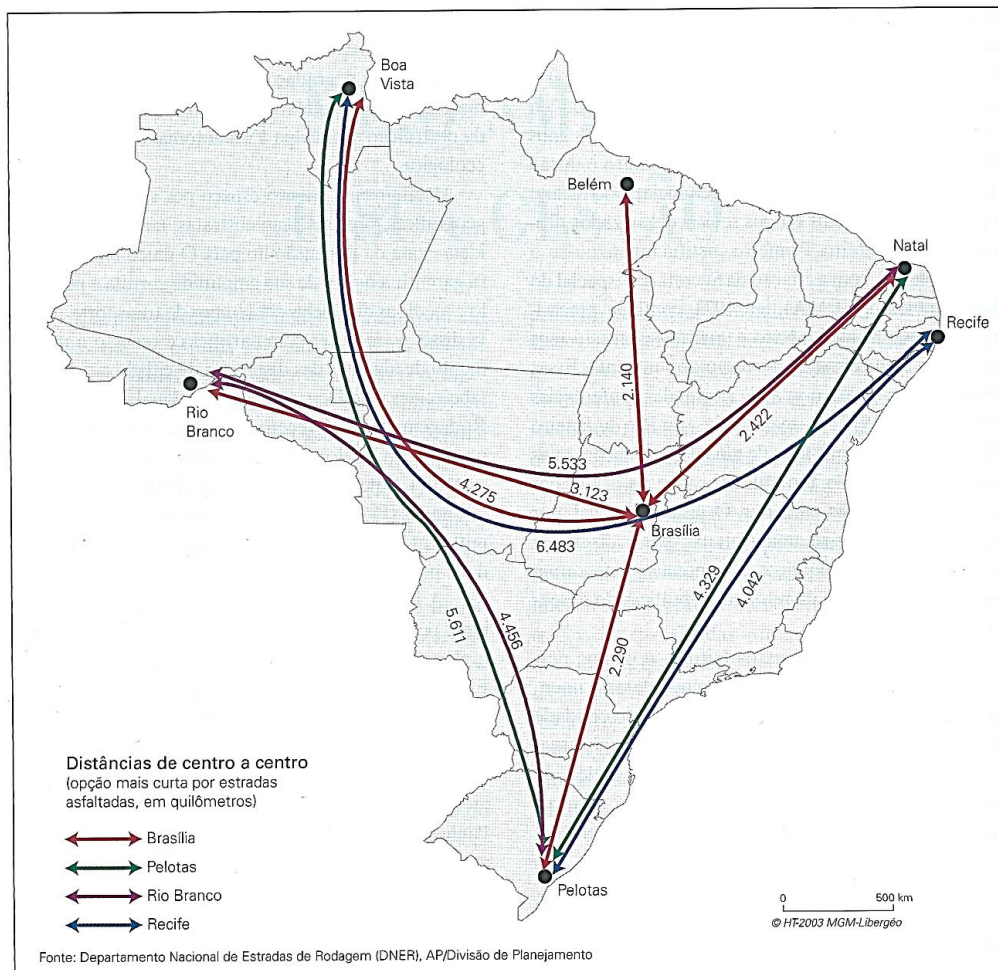 Boa
Vista
Belém
Natal
Recife
Rio
Branco
2.140
2.422
5.533
3.123
4.275
Brasília
6.483
4.329
4.042
5.611
4.456
2.290
Distâncias de centro a centro
(opção mais curta por estradas
asfaltadas, em quilômetros)
Brasília
Pelotas
Rio Branco
Recife
Pelotas
0 500 km
© HT-2003 MGM-Libergéo
Fonte: Departamento Nacional de Estradas de Rodagem (DNER), AP/Divisão de Planejamento